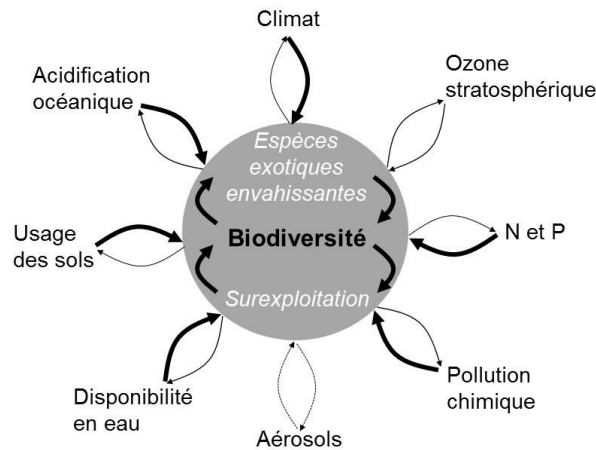 Climat
Acidification
océanique
Ozone
stratosphérique
Espèces
exotiques
envahissantes
Usage
des sols
Biodiversité
N et P
Surexploitation
Disponibilité
en eau
Pollution
chimique
Aérosols